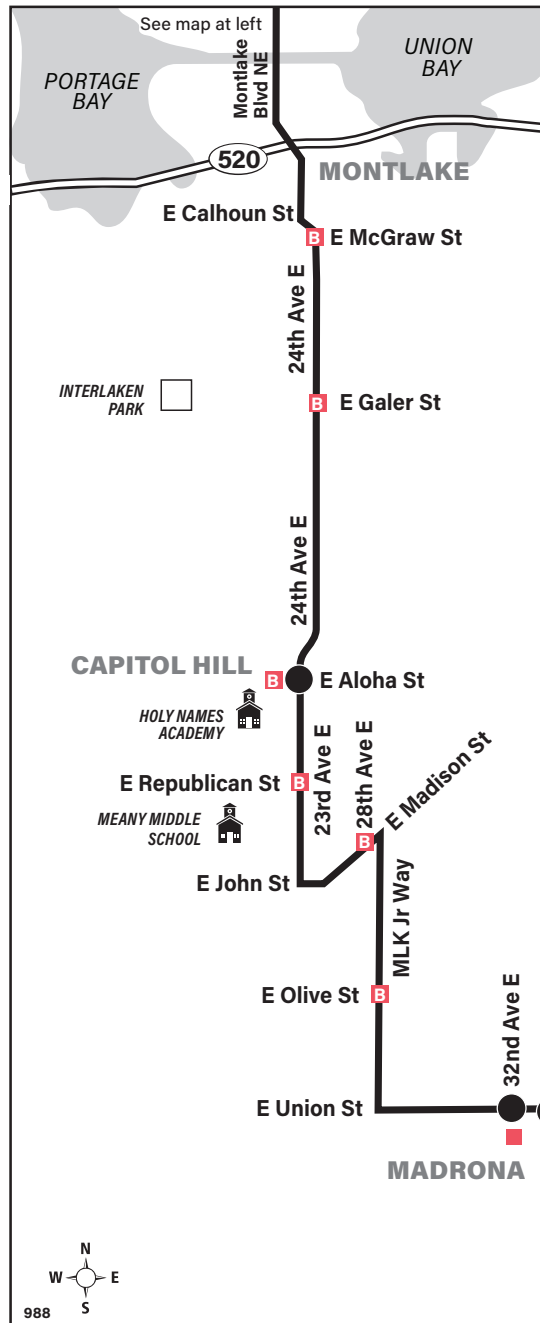 See map at left
PORTAGE
BAY
UNION
BAY
Montlake
Blvd NE
520
MONTLAKE
E Calhoun St
B
E McGraw St
24th Ave E
INTERLAKEN
PARK
B
E Galer St
24th Ave E
CAPITOL HILL
B
E Aloha St
HOLY NAMES
ACADEMY
23rd Ave E
28th Ave E
E Madison St
E Republican St
B
MEANY MIDDLE
SCHOOL
B
E John St
MLK Jr Way
E Olive St
B
32nd Ave E
E Union St
MADRONA
N
W
E
S
988